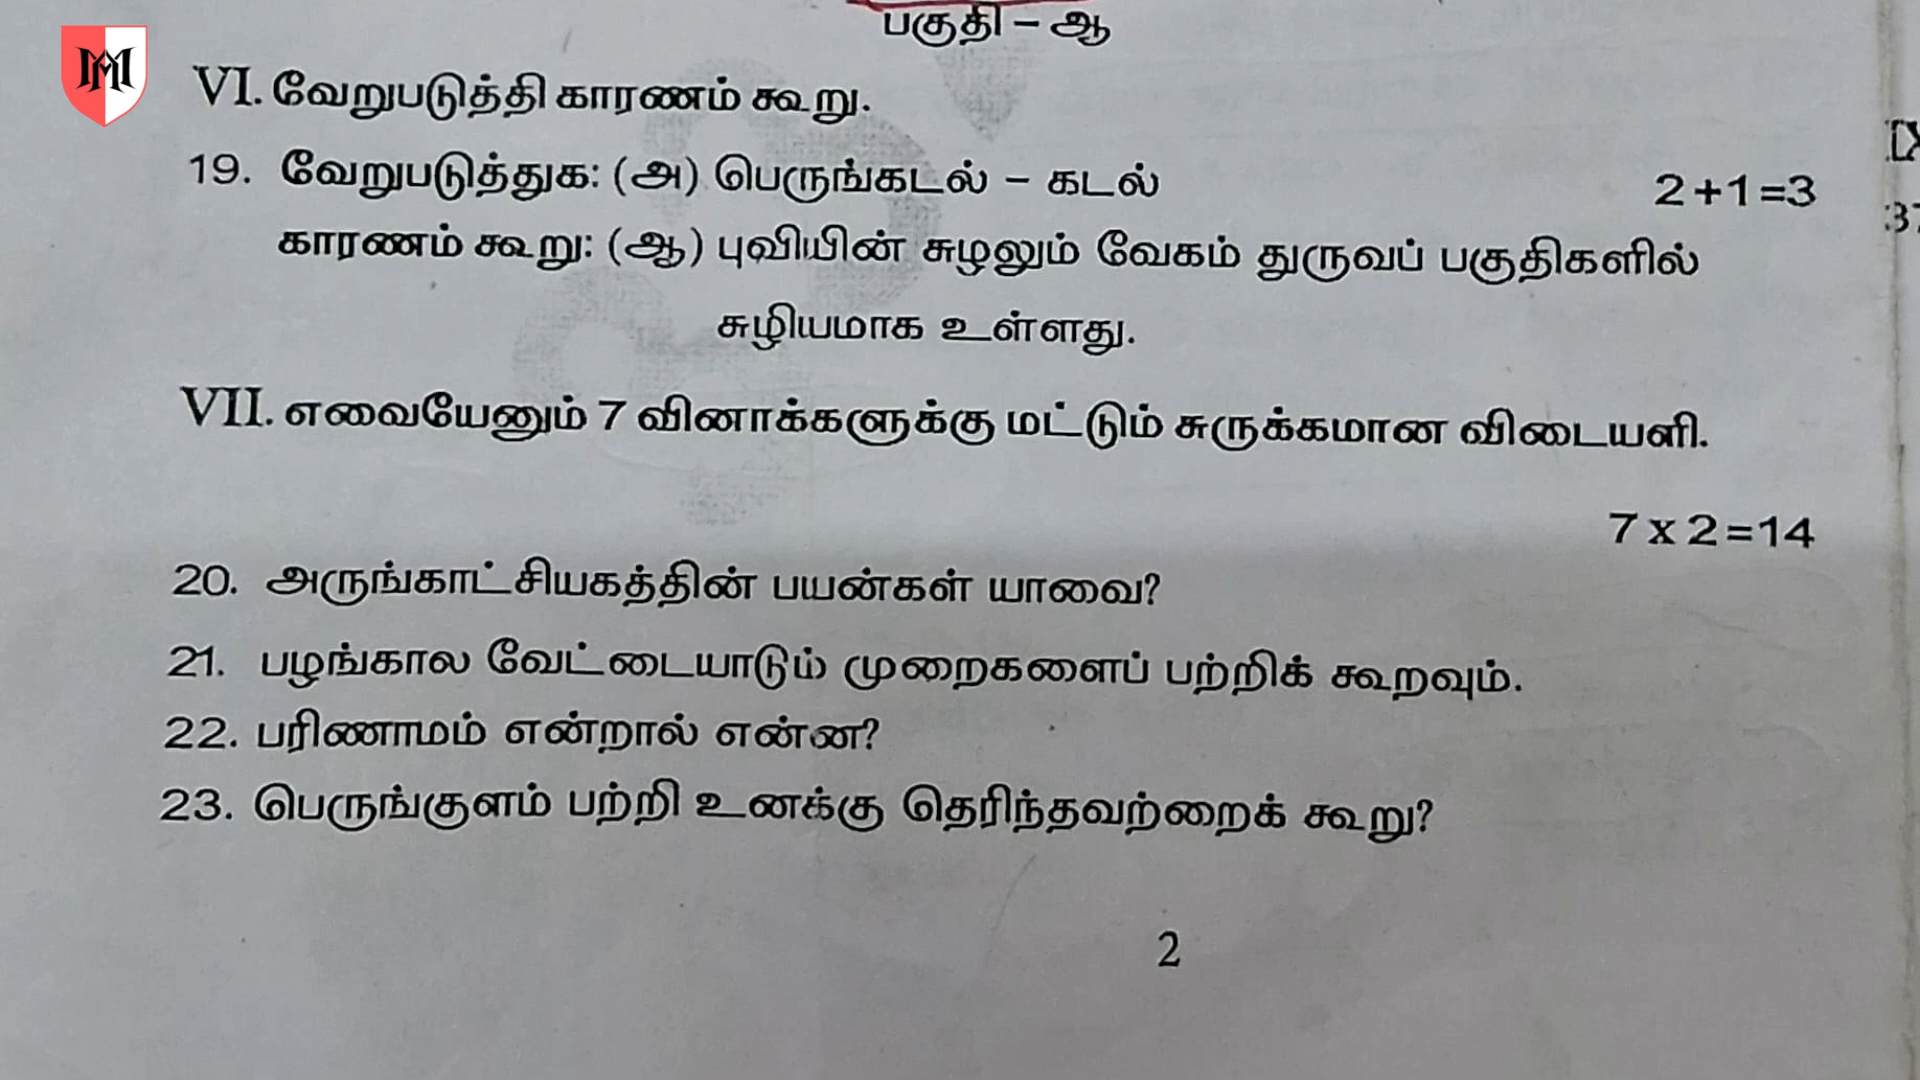 பகுதி – ஆ
VI. வேறுபடுத்தி காரணம் கூறு.
19. வேறுபடுத்துக: (அ) பெருங்கடல் – கடல் 2+1=3
காரணம் கூறு: (ஆ) புவியின் சுழலும் வேகம் துருவப் பகுதிகளில்
சுழியமாக உள்ளது.
VII. எவையேனும் 7 வினாக்களுக்கு மட்டும் சுருக்கமான விடையளி.
7 x 2=14
20. அருங்காட்சியகத்தின் பயன்கள் யாவை?
21. பழங்கால வேட்டையாடும் முறைகளைப் பற்றிக் கூறவும்.
22. பரிணாமம் என்றால் என்ன?
23. பெருங்குளம் பற்றி உனக்கு தெரிந்தவற்றைக் கூறு?
2